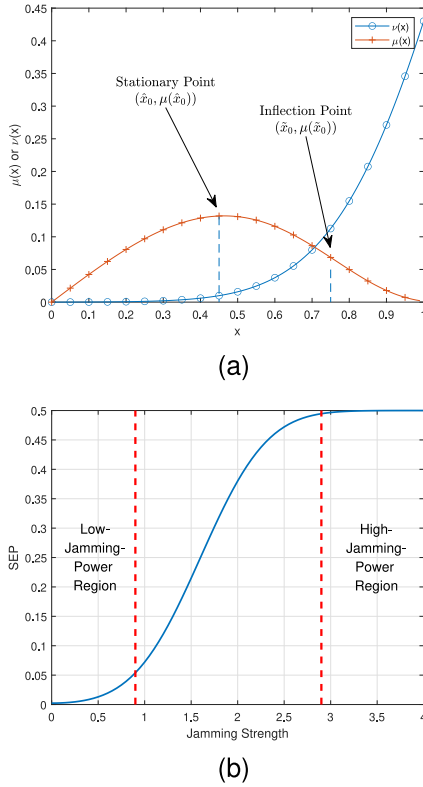 0.45
0.4
0.35
0.3
0.25
0.2
0.15
0.1
0.05
0
μ(x) or ν(x)
ν(x)
μ(x)
Stationary Point
(x̂₀, μ(x̂₀))
Inflection Point
(x̃₀, μ(x̃₀))
0 0.1 0.2 0.3 0.4 0.5 0.6 0.7 0.8 0.9 1
x
(a)
0.5
0.45
0.4
0.35
0.3
0.25
0.2
0.15
0.1
0.05
0
SEP
Low-
Jamming-
Power
Region
High-
Jamming-
Power
Region
0 0.5 1 1.5 2 2.5 3 3.5 4
Jamming Strength
(b)